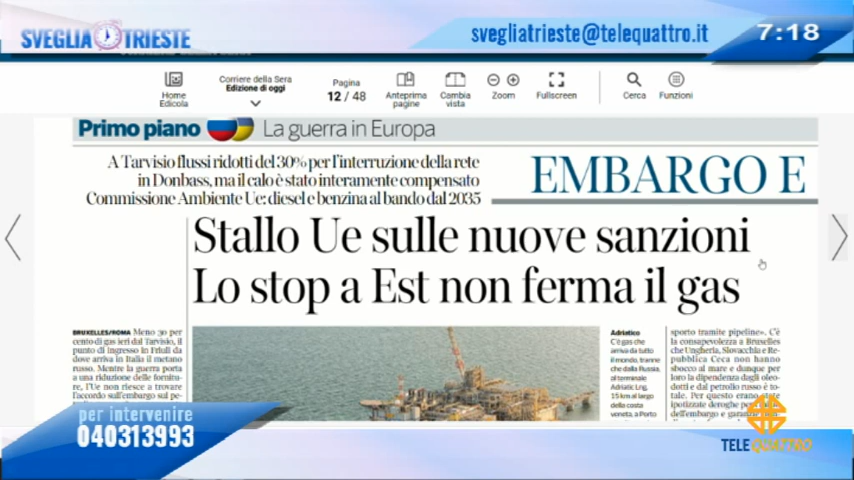 SVEGLIA TRIESTE
svegliatrieste@telequattro.it
7:18
Home
Edicola
Corriere della Sera
Edizione di oggi
Pagina
12 / 48
Anteprima
pagine
Cambia
vista
Zoom
Fullscreen
Cerca
Funzioni
Primo piano
La guerra in Europa
A Tarvisio flussi ridotti del 30% per l'interruzione della rete
in Donbass, ma il calo è stato interamente compensato
Commissione Ambiente Ue: diesel e benzina al bando dal 2035
EMBARGO E
Stallo Ue sulle nuove sanzioni
Lo stop a Est non ferma il gas
BRUXELLES/ROMA Meno 30 per
cento di gas ieri dal Tarvisio, il
punto di ingresso in Friuli da
dove arriva in Italia il metano
russo. Mentre la guerra porta
a una riduzione delle fornitu-
re, l'Ue non riesce a trovare
l'accordo sull'embargo sul pe-
Adriatico
C'è gas che
arriva da tutto
il mondo, tranne
che dalla Russia,
al terminale
Adriatic Lng,
15 km al largo
della costa
veneta, a Porto
sporto tramite pipeline». C'è
la consapevolezza a Bruxelles
che Ungheria, Slovacchia e Re-
pubblica Ceca non hanno
sbocco al mare e dunque per
loro la dipendenza dagli oleo-
dotti e dal petrolio russo è to-
tale. Per questo erano state
ipotizzate deroghe per
dell'embargo e garanzie
per intervenire
040313993
TELEQUATTRO